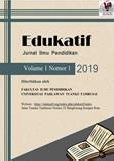 Edukatif
Jurnal Ilmu Pendidikan
Volume 1 Nomor 1
2019
Diterbitkan oleh
FAKULTAS ILMU PENDIDIKAN
UNIVERSITAS PAHLAWAN TUANKU TAMBUSAI